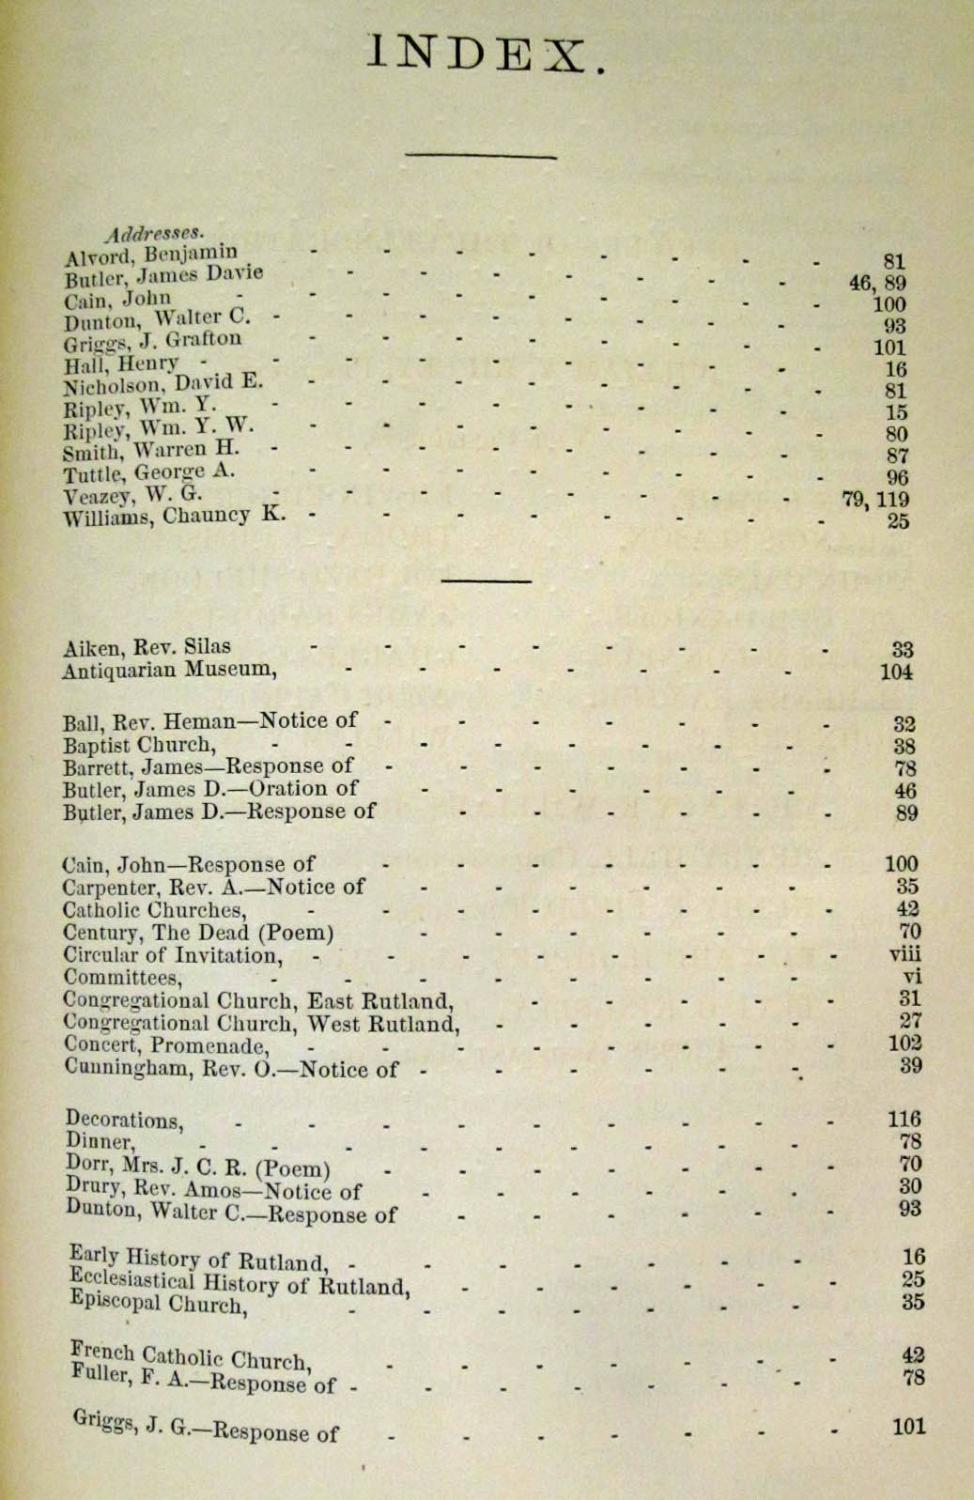 INDEX.
Addresses.
Alvord, Benjamin - - - - - - - - 81
Butler, James Davie - - - - - - - 46, 89
Cain, John - - - - - - - - - 100
Dunton, Walter C. - - - - - - - - 93
Griggs, J. Grafton - - - - - - - - 101
Hall, Henry - - - - - - - - - 16
Nicholson, David E. - - - - - - - - 81
Ripley, Wm. Y. - - - - - - - - 15
Ripley, Wm. Y. W. - - - - - - - - 80
Smith, Warren H. - - - - - - - - 87
Tuttle, George A. - - - - - - - - 96
Veazey, W. G. - - - - - - - - 79, 119
Williams, Chauncy K. - - - - - - - - 25
Aiken, Rev. Silas - - - - - - - - 33
Antiquarian Museum, - - - - - - - 104
Ball, Rev. Heman—Notice of - - - - - - - 32
Baptist Church, - - - - - - - - 38
Barrett, James—Response of - - - - - - - 78
Butler, James D.—Oration of - - - - - - 46
Butler, James D.—Response of - - - - - - 89
Cain, John—Response of - - - - - - - 100
Carpenter, Rev. A.—Notice of - - - - - - 35
Catholic Churches, - - - - - - - - 42
Century, The Dead (Poem) - - - - - - 70
Circular of Invitation, - - - - - - - - viii
Committees, - - - - - - - - vi
Congregational Church, East Rutland, - - - - - 31
Congregational Church, West Rutland, - - - - - 27
Concert, Promenade, - - - - - - - - 102
Cunningham, Rev. O.—Notice of - - - - - - 39
Decorations, - - - - - - - - - 116
Dinner, - - - - - - - - - 78
Dorr, Mrs. J. C. R. (Poem) - - - - - - - 70
Drury, Rev. Amos—Notice of - - - - - - 30
Dunton, Walter C.—Response of - - - - - - 93
Early History of Rutland, - - - - - - - 16
Ecclesiastical History of Rutland, - - - - - - 25
Episcopal Church, - - - - - - - 35
French Catholic Church, - - - - - - - 42
Fuller, F. A.—Response of - - - - - - - 78
Griggs, J. G.—Response of - - - - - - - 101